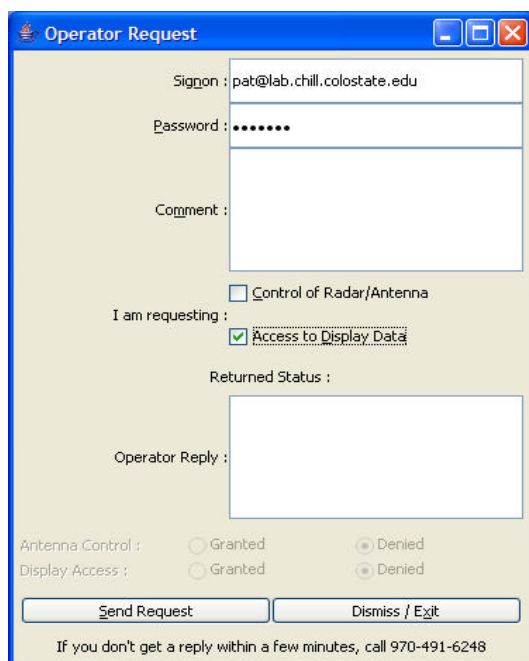 Operator Request
Signon : pat@lab.chill.colostate.edu
Password : •••••••
Comment :
Control of Radar/Antenna
I am requesting :
Access to Display Data
Returned Status :
Operator Reply :
Antenna Control : Granted Denied
Display Access : Granted Denied
Send Request Dismiss / Exit
If you don't get a reply within a few minutes, call 970-491-6248